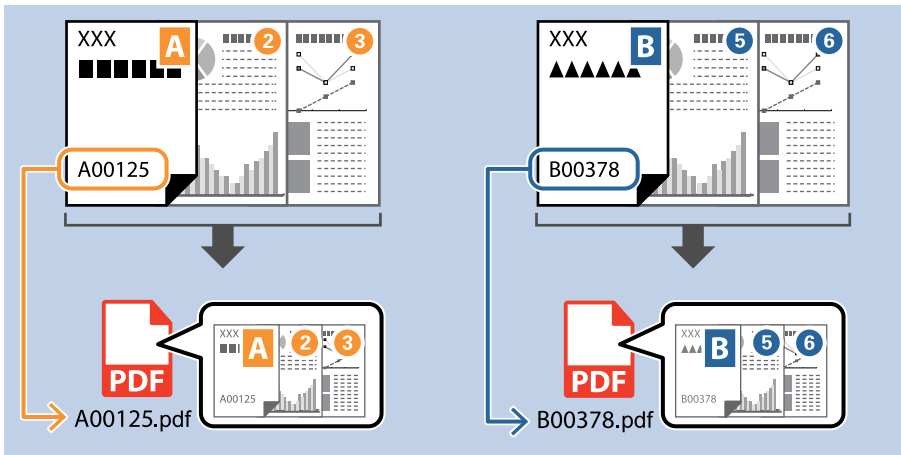 XXX
A
2
3
A00125
XXX
B
5
6
B00378
PDF
XXX
A
2
3
A00125
A00125.pdf
PDF
XXX
B
5
6
B00378
B00378.pdf